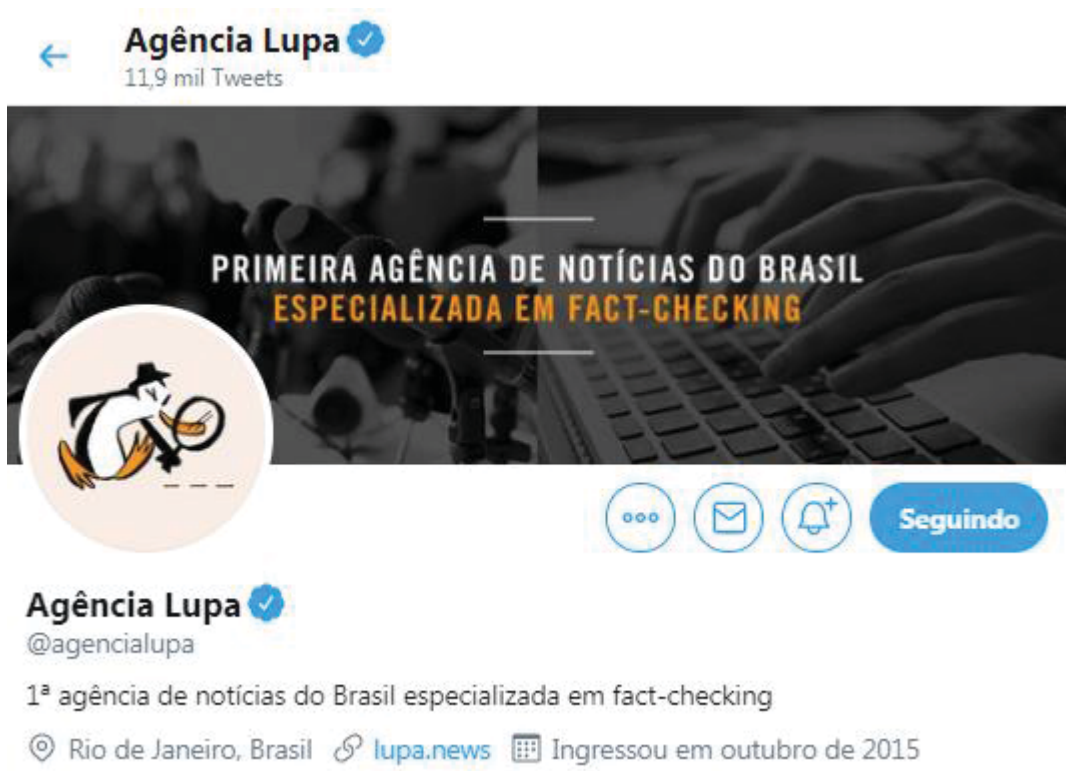 Agência Lupa
11,9 mil Tweets
PRIMEIRA AGÊNCIA DE NOTÍCIAS DO BRASIL
ESPECIALIZADA EM FACT-CHECKING
Seguindo
Agência Lupa
@agencialupa
1ª agência de notícias do Brasil especializada em fact-checking
Rio de Janeiro, Brasil lupa.news Ingressou em outubro de 2015